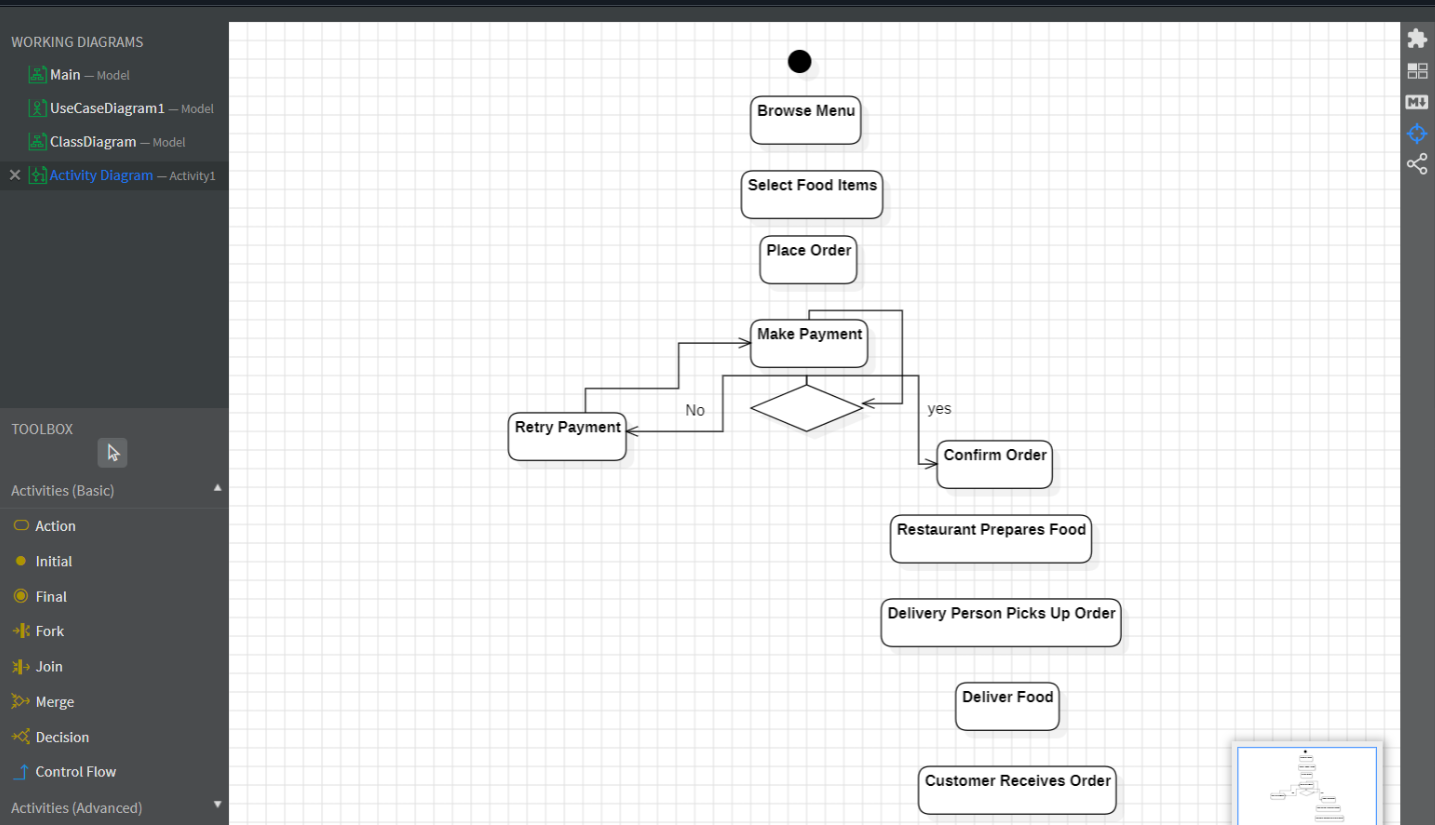 WORKING DIAGRAMS
Main — Model
UseCaseDiagram1 — Model
ClassDiagram — Model
Activity Diagram — Activity1
TOOLBOX
Activities (Basic)
Action
Initial
Final
Fork
Join
Merge
Decision
Control Flow
Activities (Advanced)
Browse Menu
Select Food Items
Place Order
Make Payment
No
yes
Retry Payment
Confirm Order
Restaurant Prepares Food
Delivery Person Picks Up Order
Deliver Food
Customer Receives Order
M